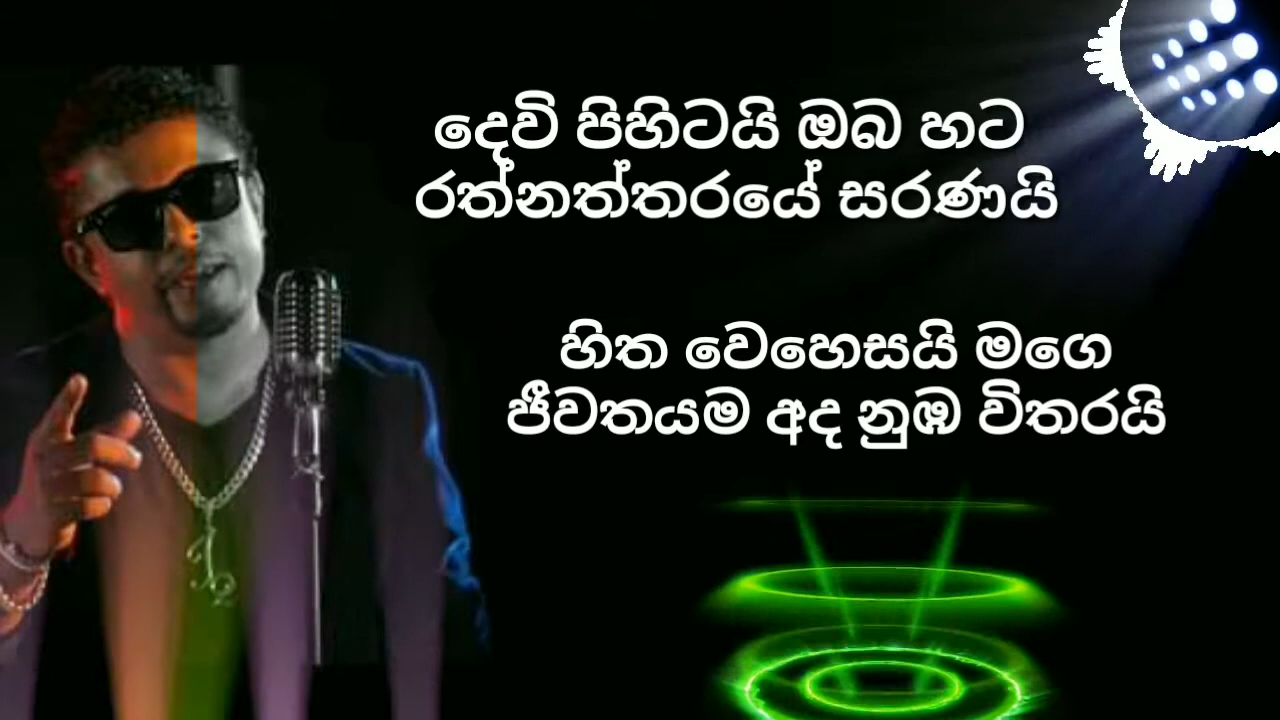 දෙවි පිහිටයි ඔබ හට
රත්නත්තරයේ සරණයි
හිත වෙහෙසයි මගෙ
ජීවතයම අද නුඹ විතරයි